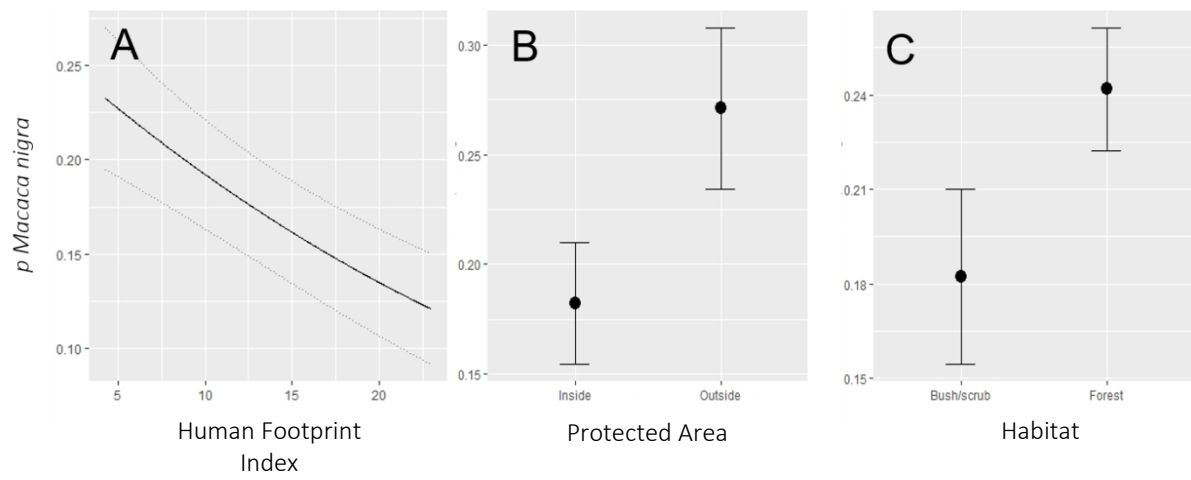 A
B
C
p Macaca nigra
0.25
0.20
0.15
0.10
5
10
15
20
Human Footprint
Index
0.30
0.25
0.20
0.15
Inside
Outside
Protected Area
0.24
0.21
0.18
0.15
Bush/scrub
Forest
Habitat